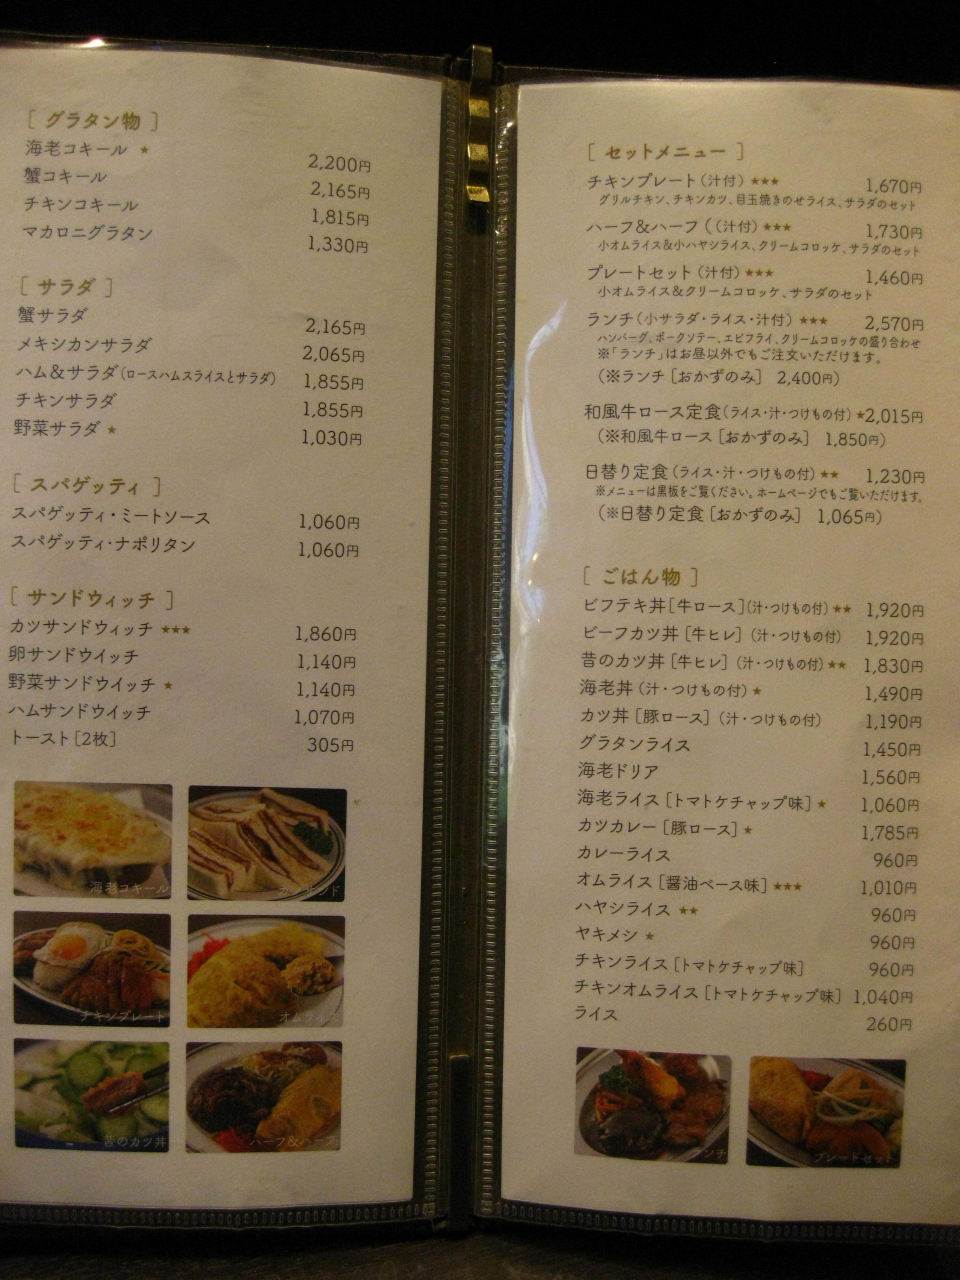 [ グラタン物 ]
海老コキール ★ 2,200円
蟹コキール 2,165円
チキンコキール 1,815円
マカロニグラタン 1,330円
[ サラダ ]
蟹サラダ 2,165円
メキシカンサラダ 2,065円
ハム&サラダ(ロースハムスライスとサラダ) 1,855円
チキンサラダ 1,855円
野菜サラダ ★ 1,030円
[ スパゲッティ ]
スパゲッティ・ミートソース 1,060円
スパゲッティ・ナポリタン 1,060円
[ サンドウィッチ ]
カツサンドウィッチ ★★★ 1,860円
卵サンドウイッチ 1,140円
野菜サンドウイッチ ★ 1,140円
ハムサンドウイッチ 1,070円
トースト[2枚] 305円
海老コキール
カツサンド
チキンプレート
オムライス
昔のカツ丼
ハーフ&ハーフ
[ セットメニュー ]
チキンプレート(汁付) ★★★ 1,670円
グリルチキン、チキンカツ、目玉焼きのせライス、サラダのセット
ハーフ&ハーフ ((汁付) ★★★ 1,730円
小オムライス&小ハヤシライス、クリームコロッケ、サラダのセット
プレートセット(汁付) ★★★ 1,460円
小オムライス&クリームコロッケ、サラダのセット
ランチ(小サラダ・ライス・汁付) ★★★ 2,570円
ハンバーグ、ポークソテー、エビフライ、クリームコロッケの盛り合わせ
※「ランチ」はお昼以外でもご注文いただけます。
(※ランチ[おかずのみ] 2,400円)
和風牛ロース定食(ライス・汁・つけもの付) ★2,015円
(※和風牛ロース[おかずのみ] 1,850円)
日替り定食(ライス・汁・つけもの付) ★★ 1,230円
※メニューは黒板をご覧ください。ホームページでもご覧いただけます。
(※日替り定食[おかずのみ] 1,065円)
[ ごはん物 ]
ビフテキ丼[牛ロース](汁・つけもの付) ★★ 1,920円
ビーフカツ丼[牛ヒレ](汁・つけもの付) 1,920円
昔のカツ丼[牛ヒレ](汁・つけもの付) ★★ 1,830円
海老丼(汁・つけもの付) ★ 1,490円
カツ丼[豚ロース](汁・つけもの付) 1,190円
グラタンライス 1,450円
海老ドリア 1,560円
海老ライス[トマトケチャップ味] ★ 1,060円
カツカレー[豚ロース] ★ 1,785円
カレーライス 960円
オムライス[醤油ベース味] ★★★ 1,010円
ハヤシライス ★★ 960円
ヤキメシ ★ 960円
チキンライス[トマトケチャップ味] 960円
チキンオムライス[トマトケチャップ味] 1,040円
ライス 260円
ランチ
プレートセット